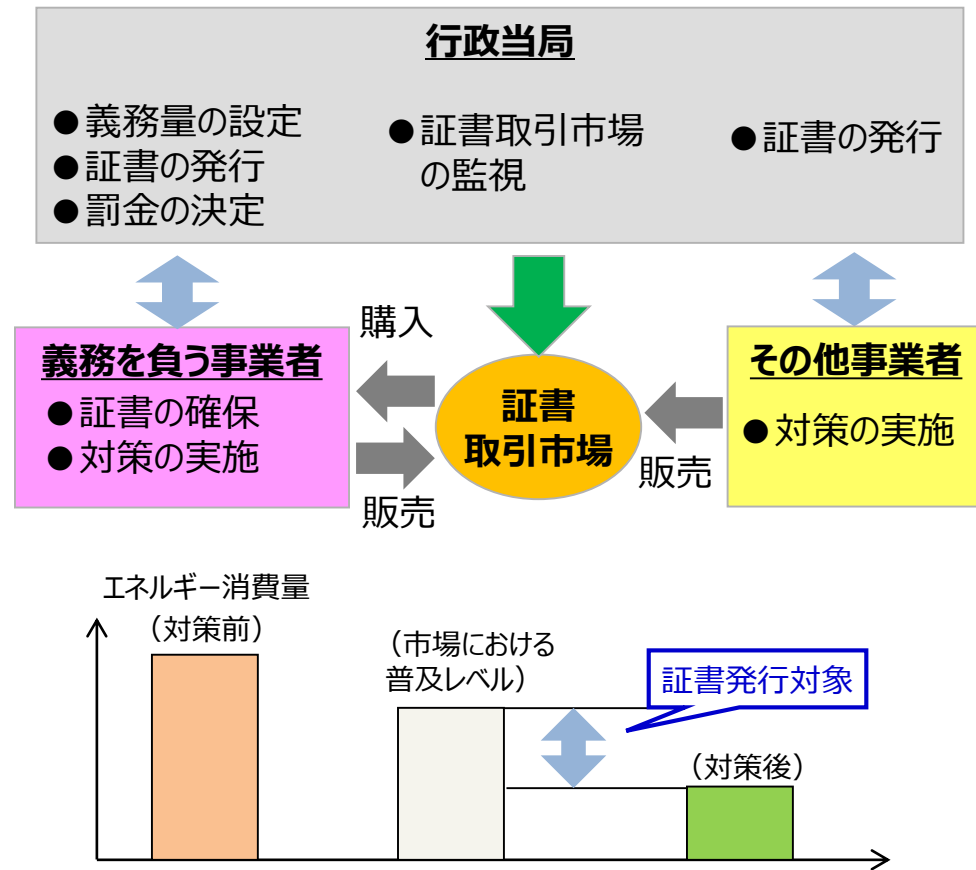 行政当局
●義務量の設定
●証書の発行
●罰金の決定
●証書取引市場
の監視
●証書の発行
義務を負う事業者
●証書の確保
●対策の実施
購入
販売
証書
取引市場
販売
その他事業者
●対策の実施
エネルギー消費量
（対策前）
（市場における
普及レベル）
証書発行対象
（対策後）